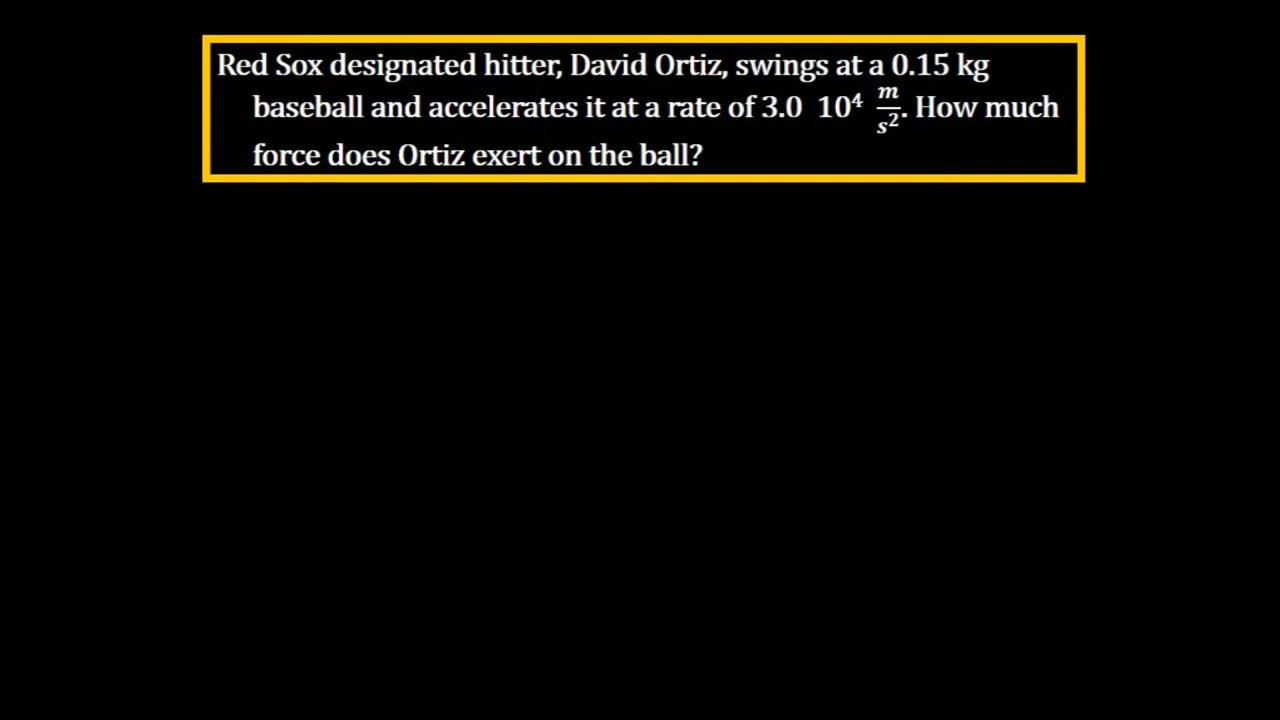 Red Sox designated hitter, David Ortiz, swings at a 0.15 kg
baseball and accelerates it at a rate of 3.0 10⁴ m/s². How much
force does Ortiz exert on the ball?